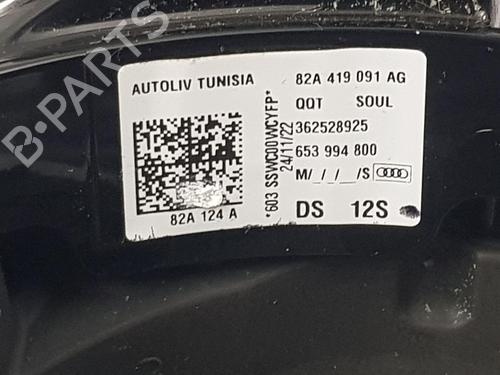 AUTOLIV TUNISIA
82A 124 A
*603 SSWC00WCYFP*
24/11/22
82A 419 091 AG
QQT SOUL
362528925
653 994 800
M/_/_/_/S
DS 12S
B-PARTS